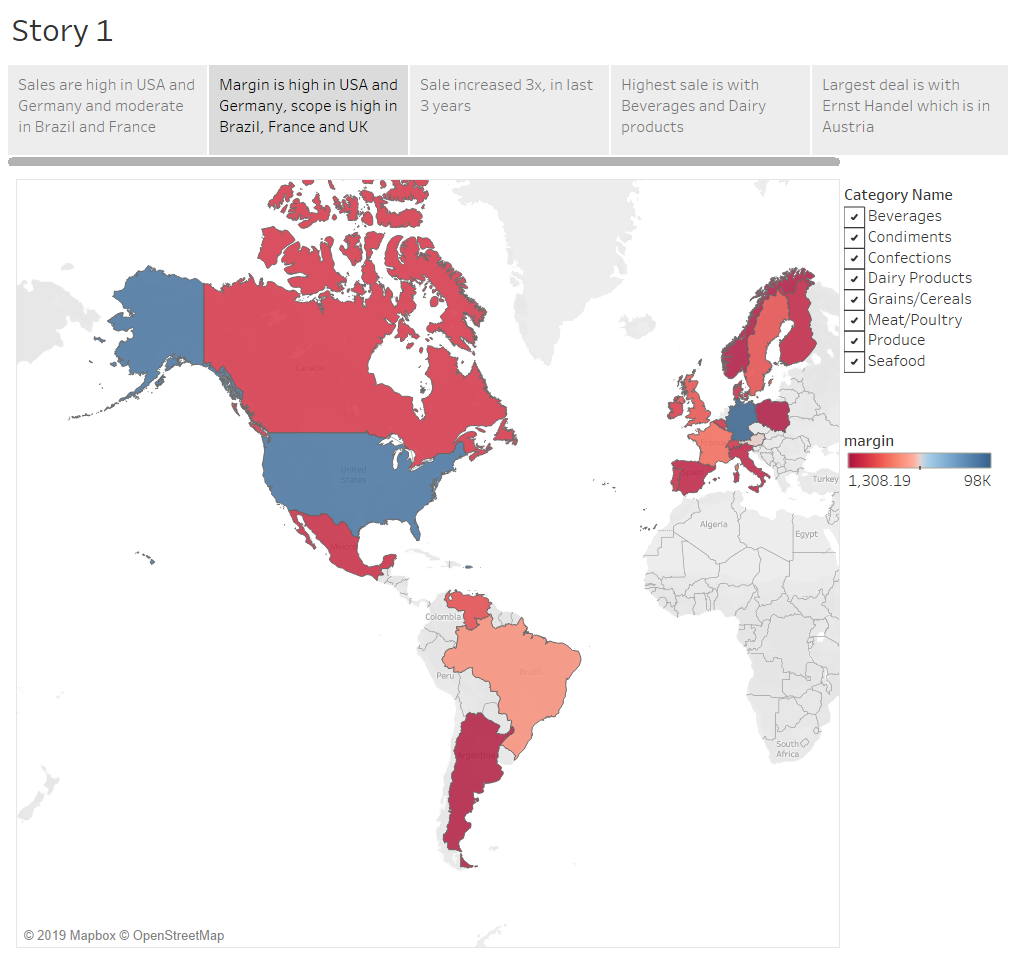 Story 1
Sales are high in USA and
Germany and moderate
in Brazil and France
Margin is high in USA and
Germany, scope is high in
Brazil, France and UK
Sale increased 3x, in last
3 years
Highest sale is with
Beverages and Dairy
products
Largest deal is with
Ernst Handel which is in
Austria
Category Name
Beverages
Condiments
Confections
Dairy Products
Grains/Cereals
Meat/Poultry
Produce
Seafood
margin
1,308.19
98K
Canada
United
States
Mexico
Colombia
Peru
Brazil
Argentina
France
Spain
Turkey
Algeria
Egypt
South
Africa
© 2019 Mapbox © OpenStreetMap